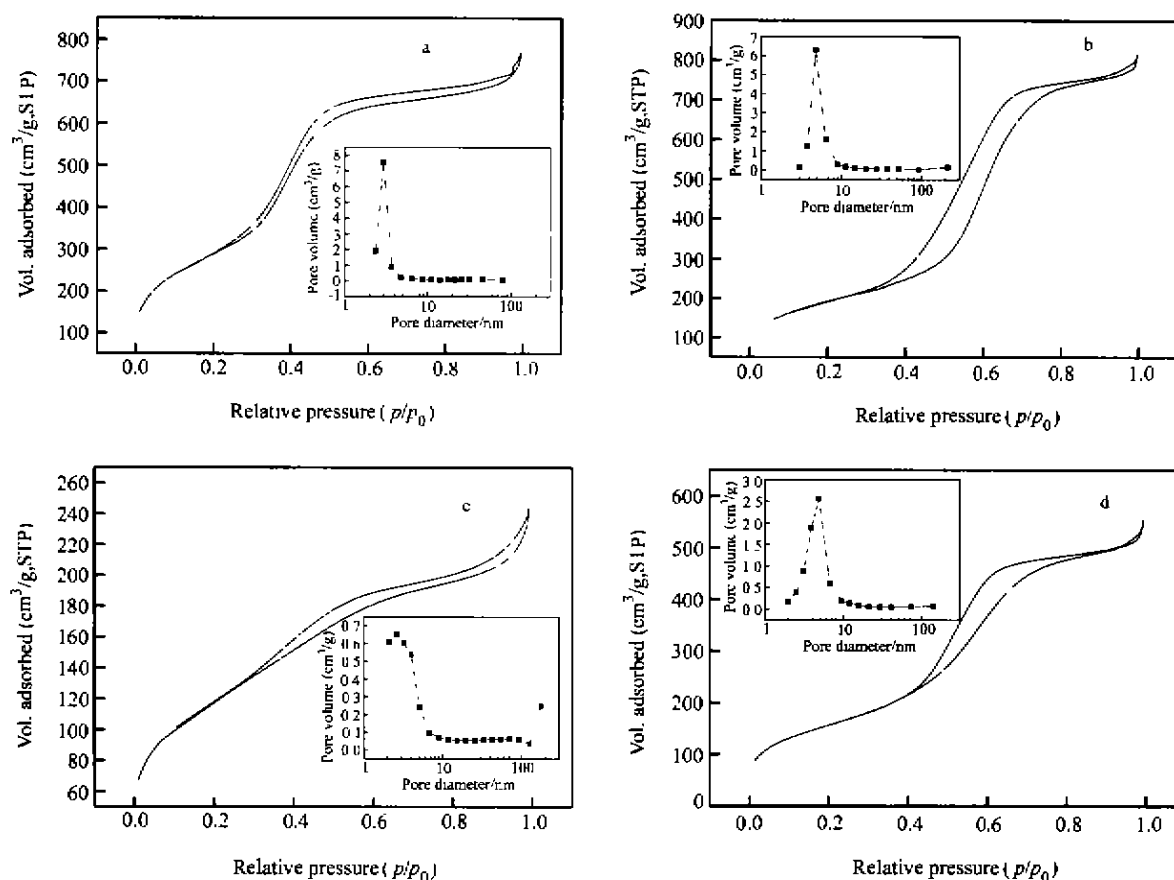 a
Vol. adsorbed (cm³/g,S1P)
800
700
600
500
400
300
200
100
0.0 0.2 0.4 0.6 0.8 1.0
Relative pressure ( p/p₀)
Pore volume (cm³/g)
8
7
6
5
4
3
2
1
0
-1
1 10 100
Pore diameter/nm
b
Vol. adsorbed (cm³/g,STP)
900
800
700
600
500
400
300
200
100
0.0 0.2 0.4 0.6 0.8 1.0
Relative pressure ( p/p₀)
Pore volume (cm³/g)
7
6
5
4
3
2
1
0
1 10 100
Pore diameter/nm
c
Vol. adsorbed (cm³/g,STP)
260
240
220
200
180
160
140
120
100
80
60
0.0 0.2 0.4 0.6 0.8 1.0
Relative pressure ( p/p₀)
Pore volume (cm³/g)
0.7
0.6
0.5
0.4
0.3
0.2
0.1
0.0
1 10 100
Pore diameter/nm
d
Vol. adsorbed (cm³/g,S1P)
600
500
400
300
200
100
0
0.0 0.2 0.4 0.6 0.8 1.0
Relative pressure ( p/p₀)
Pore volume (cm³/g)
3.0
2.5
2.0
1.5
1.0
0.5
0.0
1 10 100
Pore diameter/nm